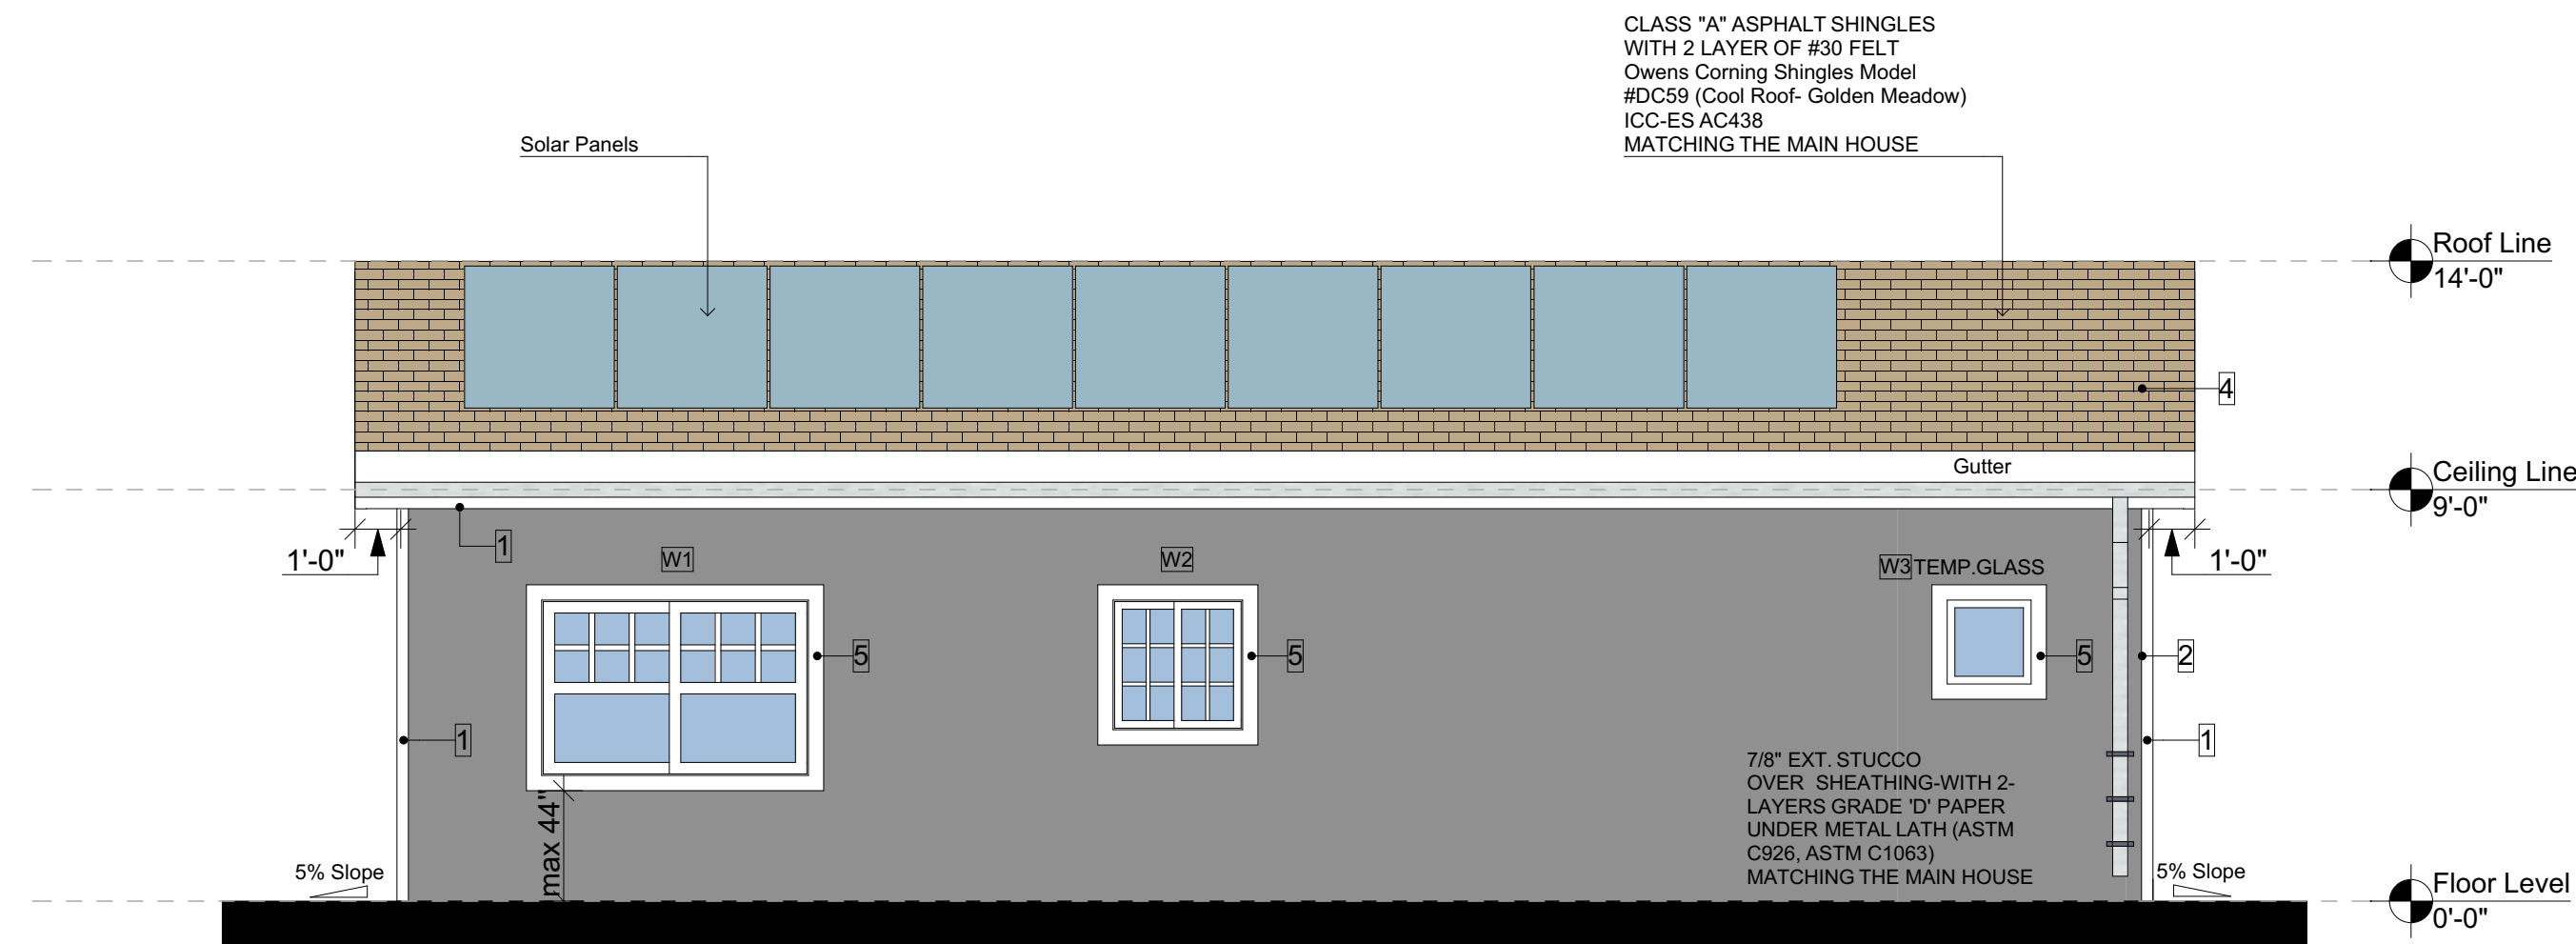 CLASS "A" ASPHALT SHINGLES
WITH 2 LAYER OF #30 FELT
Owens Corning Shingles Model
#DC59 (Cool Roof- Golden Meadow)
ICC-ES AC438
MATCHING THE MAIN HOUSE
Solar Panels
Roof Line
14'-0"
4
Gutter
Ceiling Line
9'-0"
1'-0"
1
W1
W2
W3 TEMP.GLASS
1'-0"
5
5
5
2
1
1
7/8" EXT. STUCCO
OVER SHEATHING-WITH 2-
LAYERS GRADE 'D' PAPER
UNDER METAL LATH (ASTM
C926, ASTM C1063)
MATCHING THE MAIN HOUSE
max 44"
5% Slope
5% Slope
Floor Level
0'-0"